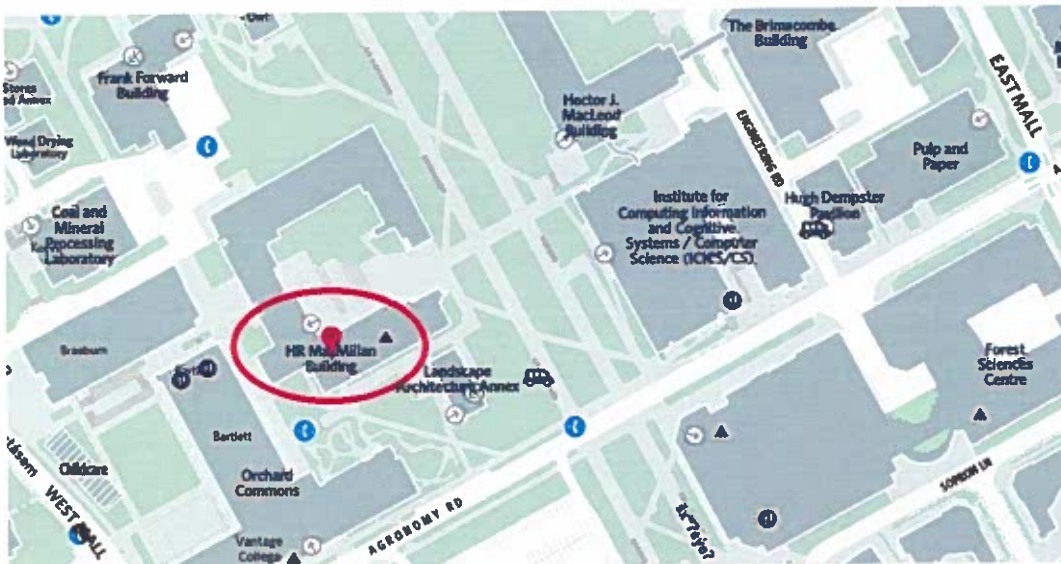 The Brimacombe
Building
EAST MALL
Frank Forward
Building
Stores
nd Annex
Wood Drying
Laboratory
Hector J.
MacLeod
Building
ENGINEERING RD
Pulp and
Paper
Institute for
Computing Information
and Cognitive
Systems / Computer
Science (ICICS/CS)
Hugh Dempster
Pavilion
Coal and
Mineral
Processing
Laboratory
Braeburn
HR MacMillan
Building
Landscape
Architecture Annex
Forest
Sciences
Centre
Bartlett
Childcare
Orchard
Commons
WEST MALL
AGRONOMY RD
SOPRON LN
Vantage
College